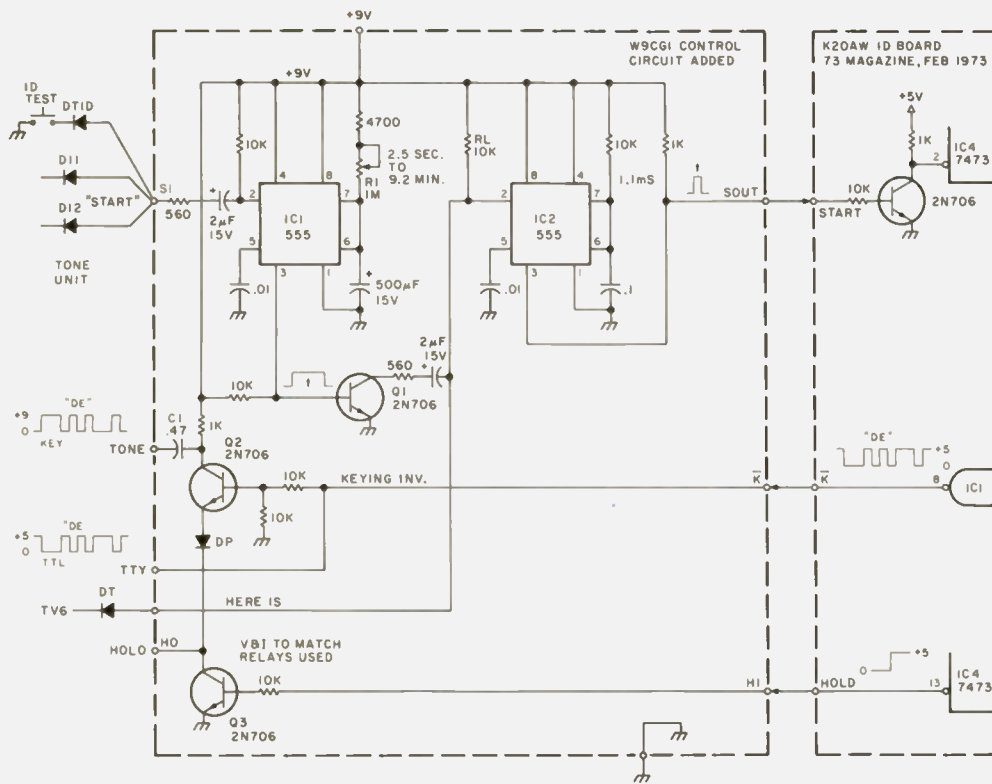 +9V
W9CGI CONTROL
CIRCUIT ADDED
K2OAW ID BOARD
73 MAGAZINE, FEB 1973
ID
TEST
DTID
D11
D12
"START"
TONE
UNIT
S1
560
2µF
15V
+
10K
+9V
4700
R1
1M
2.5 SEC.
TO
9.2 MIN.
4
8
2
7
IC1
555
5
6
3
1
.01
+
500µF
15V
RL
10K
8
4
2
7
IC2
555
5
6
3
1
.01
.1
10K
1.1mS
1K
SOUT
START
+5V
1K
10K
2N706
2
IC4
7473
10K
Q1
2N706
560
2µF
15V
+
"DE"
+9
0
KEY
C1
.47
TONE
1K
Q2
2N706
10K
10K
KEYING INV.
K
K
"DE"
+5
0
8
IC1
"DE
+5
0
TTL
DP
TTY
DT
TV6
HERE IS
HOLO
HO
VBI TO MATCH
RELAYS USED
10K
Q3
2N706
HI
HOLD
0
+5
13
IC4
7473